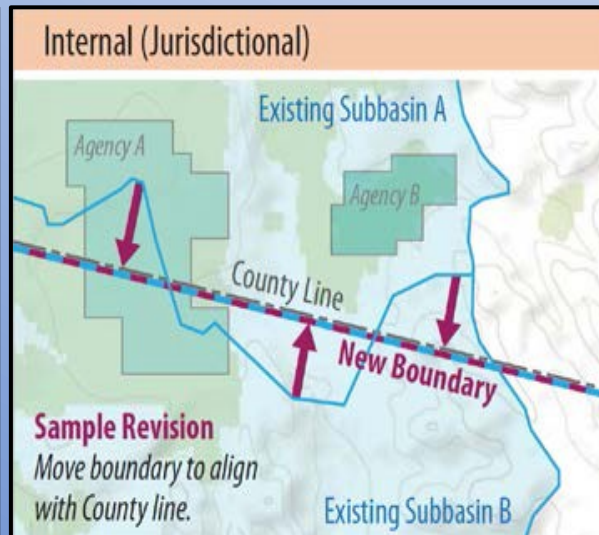 Internal (Jurisdictional)
Existing Subbasin A
Agency A
Agency B
County Line
New Boundary
Sample Revision
Move boundary to align
with County line.
Existing Subbasin B